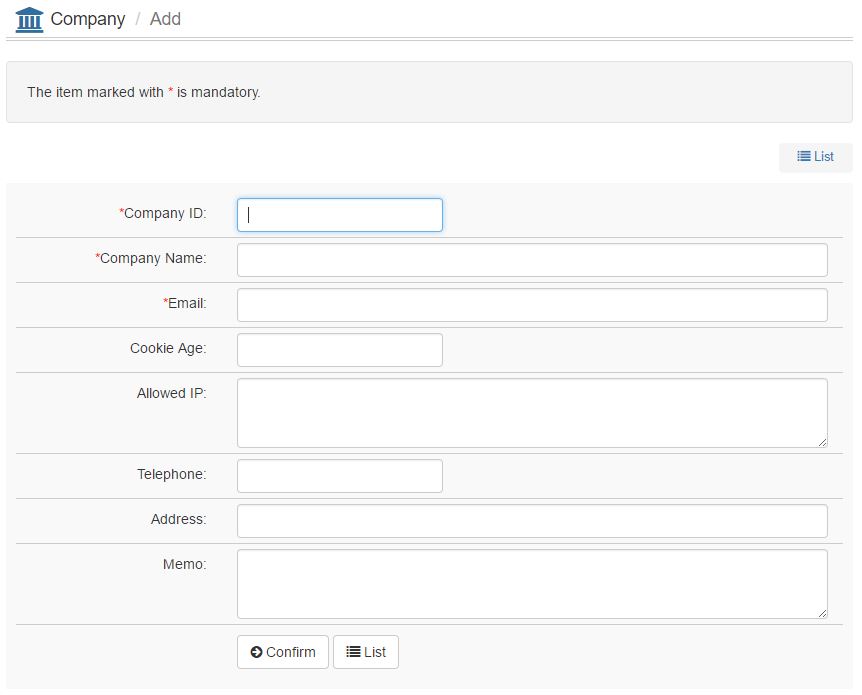 Company / Add
The item marked with * is mandatory.
List
*Company ID:
*Company Name:
*Email:
Cookie Age:
Allowed IP:
Telephone:
Address:
Memo:
Confirm List